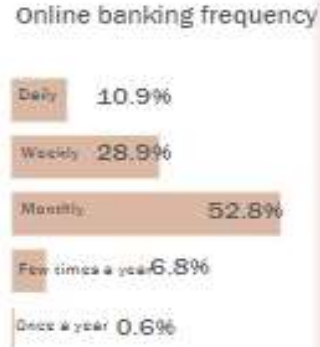 Online banking frequency
Daily 10.9%
Weekly 28.9%
Monthly 52.8%
Few times a year 6.8%
Once a year 0.6%